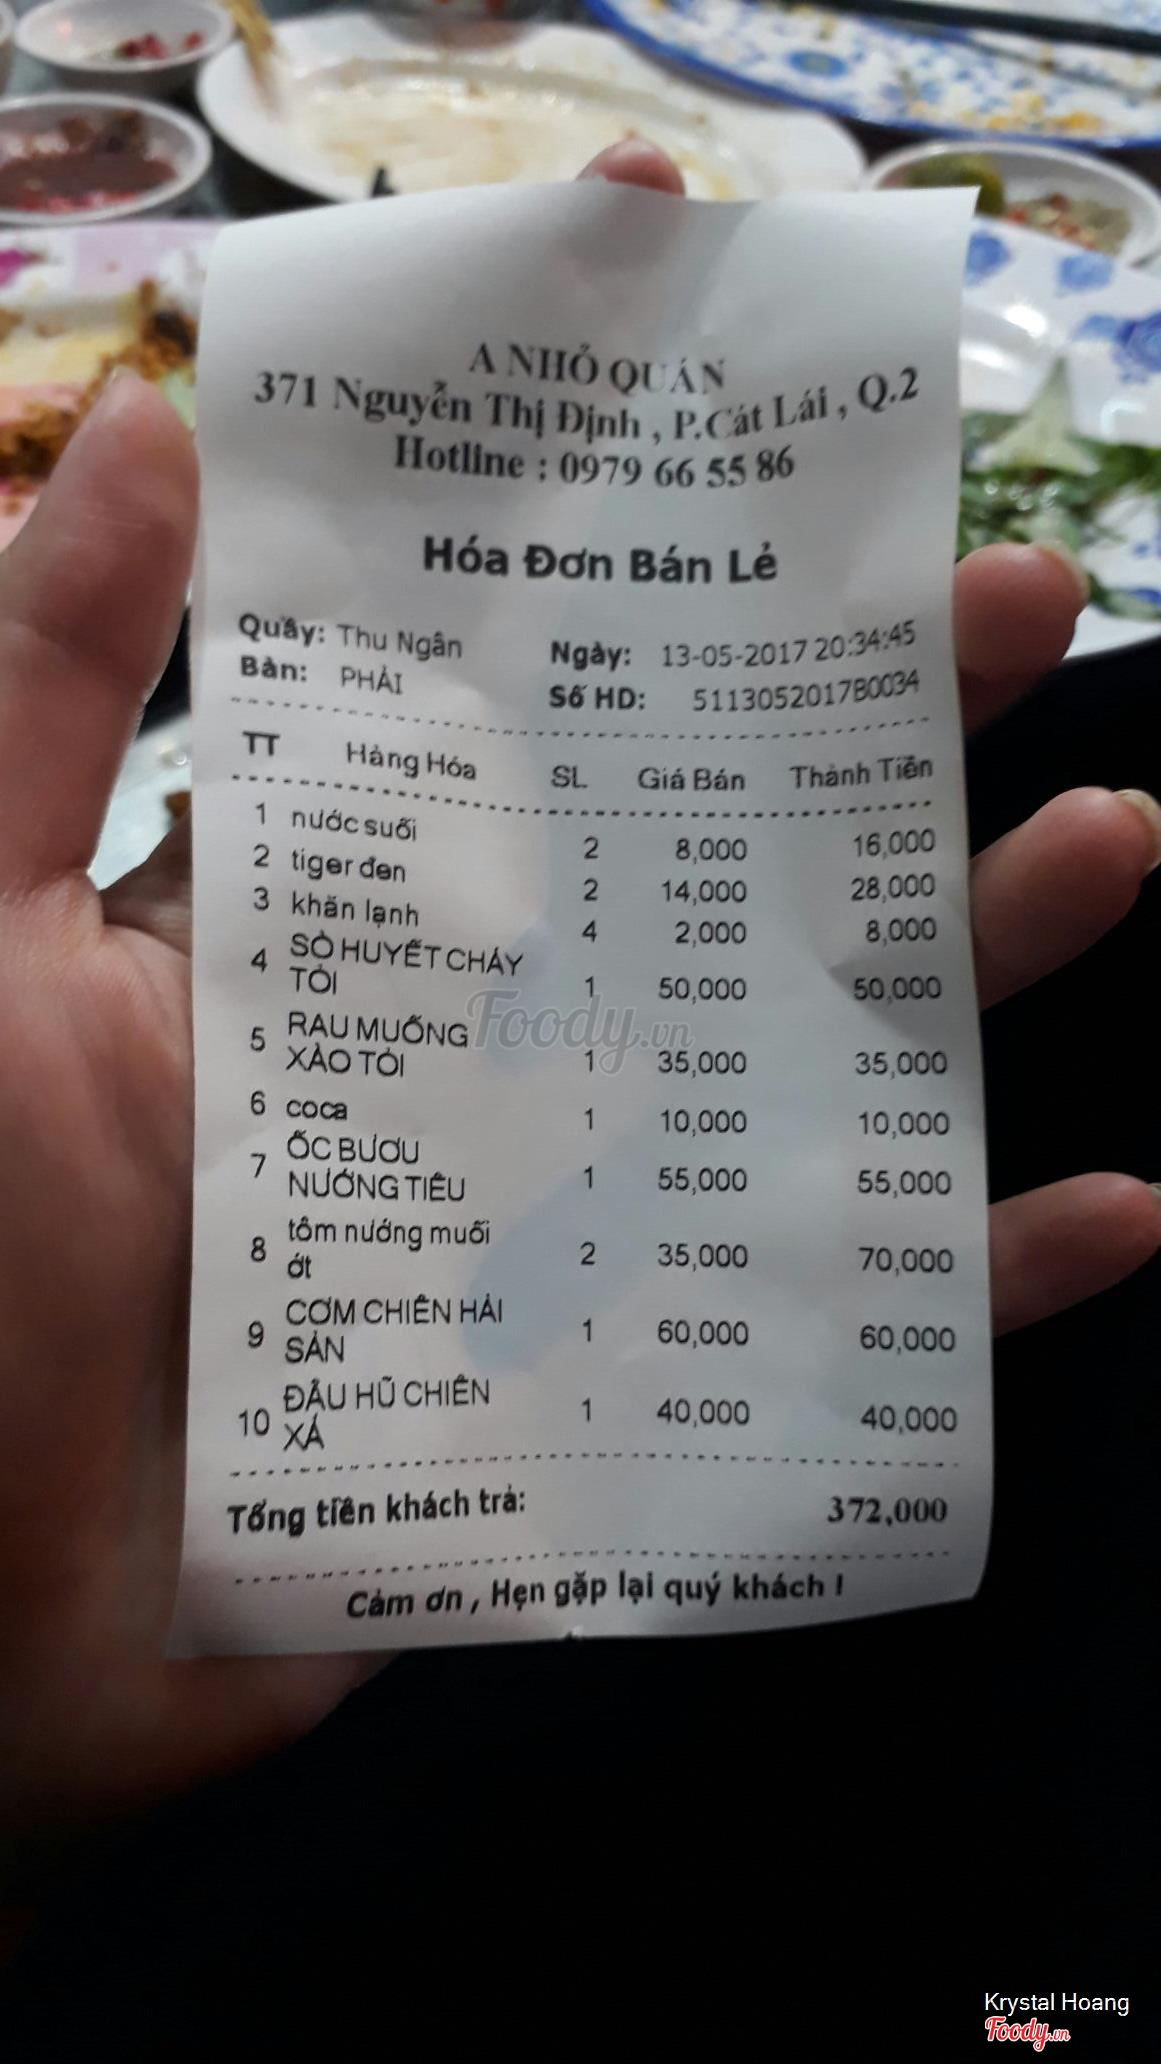 A NHỎ QUÁN
371 Nguyễn Thị Định , P.Cát Lái , Q.2
Hotline : 0979 66 55 86
Hóa Đơn Bán Lẻ
Quầy: Thu Ngân Ngày: 13-05-2017 20:34:45
Bàn: PHẢI Số HD: 5113052017B0034
TT Hàng Hóa SL Giá Bán Thành Tiền
1 nước suối 2 8,000 16,000
2 tiger đen 2 14,000 28,000
3 khăn lạnh 4 2,000 8,000
4 SÒ HUYẾT CHÁY
TỎI 1 50,000 50,000
5 RAU MUỐNG
XÀO TỎI 1 35,000 35,000
6 coca 1 10,000 10,000
7 ỐC BƯƠU
NƯỚNG TIÊU 1 55,000 55,000
8 tôm nướng muối
ớt 2 35,000 70,000
9 CƠM CHIÊN HẢI
SẢN 1 60,000 60,000
10 ĐẬU HŨ CHIÊN
XẢ 1 40,000 40,000
Tổng tiền khách trả: 372,000
Cảm ơn , Hẹn gặp lại quý khách !
Foody.vn
Krystal Hoang
Foody.vn